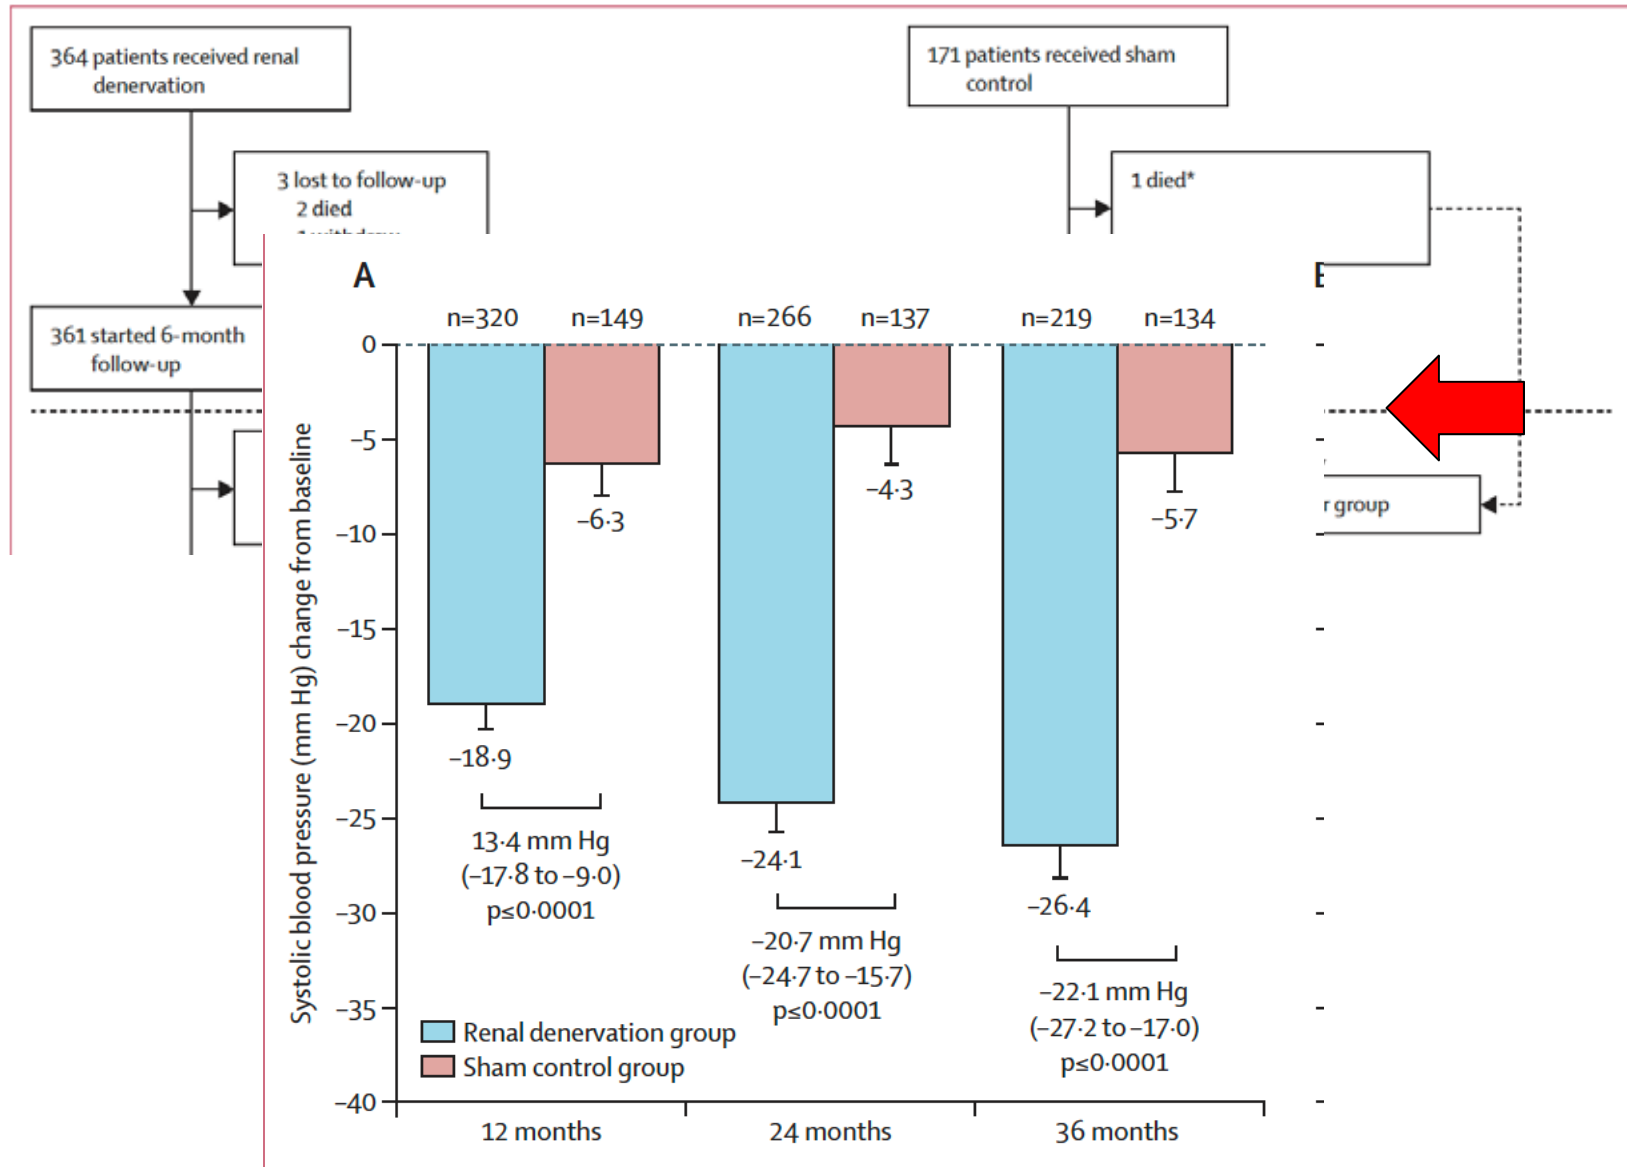 364 patients received renal
denervation
171 patients received sham
control
3 lost to follow-up
2 died
1 died*
361 started 6-month
follow-up
r group
A
n=320 n=149 n=266 n=137 n=219 n=134
Systolic blood pressure (mm Hg) change from baseline
0
–5
–10
–15
–20
–25
–30
–35
–40
–6·3
–4·3
–5·7
–18·9
–24·1
–26·4
13·4 mm Hg
(–17·8 to –9·0)
p≤0·0001
–20·7 mm Hg
(–24·7 to –15·7)
p≤0·0001
–22·1 mm Hg
(–27·2 to –17·0)
p≤0·0001
Renal denervation group
Sham control group
12 months 24 months 36 months